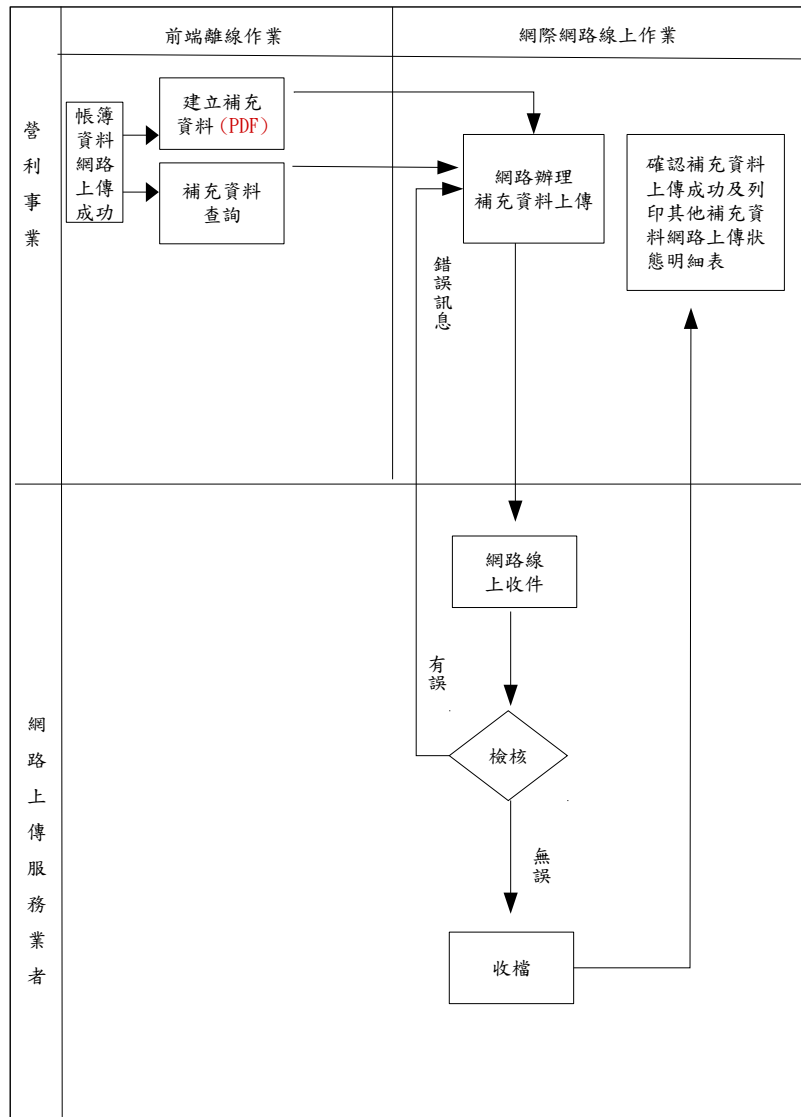 前端離線作業
網際網路線上作業
營利事業
帳簿
資料
網路
上傳
成功
建立補充
資料(PDF)
補充資料
查詢
網路辦理
補充資料上傳
確認補充資料
上傳成功及列
印其他補充資
料網路上傳狀
態明細表
錯誤訊息
網路上傳服務業者
網路線
上收件
有誤
檢核
無誤
收檔